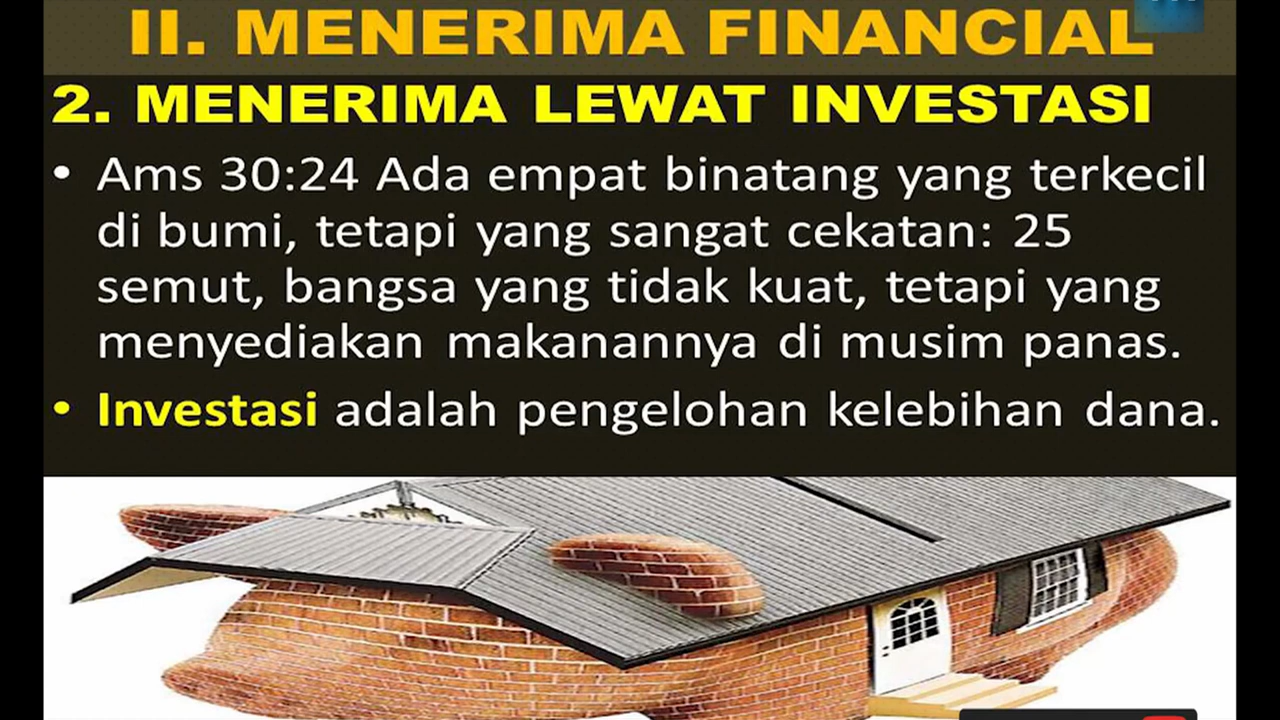 II. MENERIMA FINANCIAL
2. MENERIMA LEWAT INVESTASI
• Ams 30:24 Ada empat binatang yang terkecil
di bumi, tetapi yang sangat cekatan: 25
semut, bangsa yang tidak kuat, tetapi yang
menyediakan makanannya di musim panas.
• Investasi adalah pengelohan kelebihan dana.